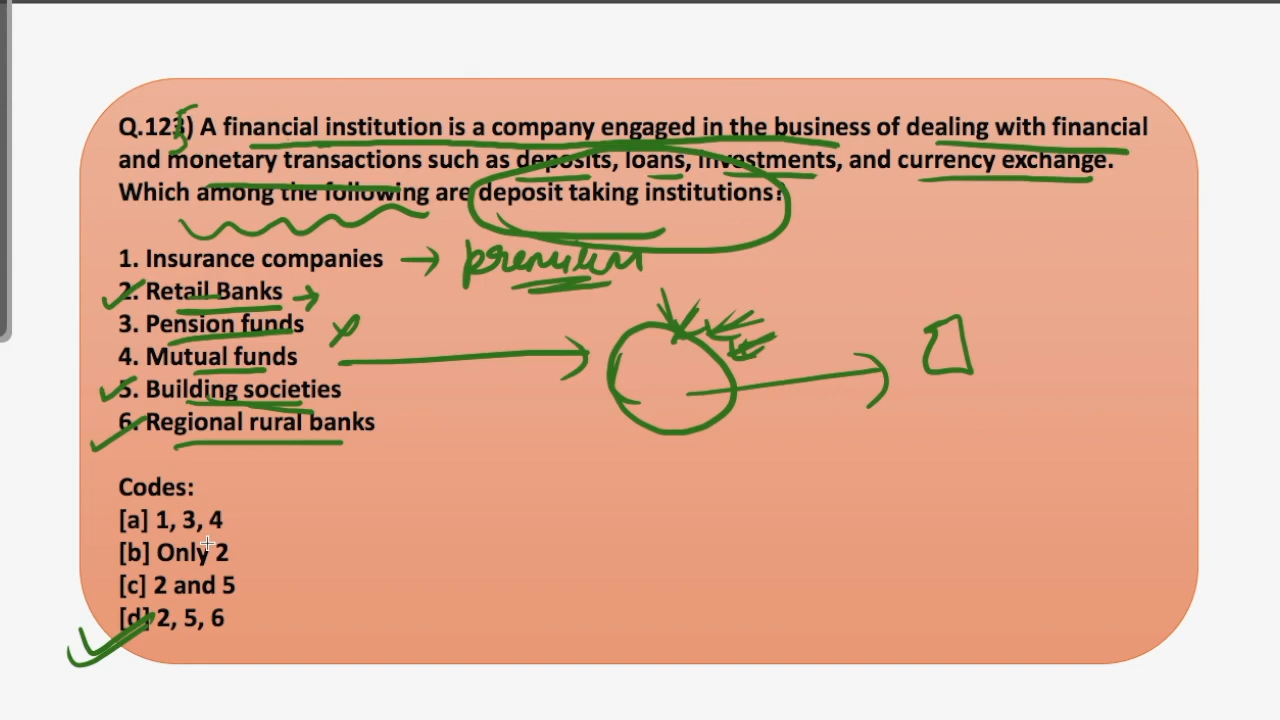 Q.123) A financial institution is a company engaged in the business of dealing with financial
and monetary transactions such as deposits, loans, investments, and currency exchange.
Which among the following are deposit taking institutions?
1. Insurance companies → premium
2. Retail Banks →
3. Pension funds
4. Mutual funds
5. Building societies
6. Regional rural banks
Codes:
[a] 1, 3, 4
[b] Only 2
[c] 2 and 5
[d] 2, 5, 6